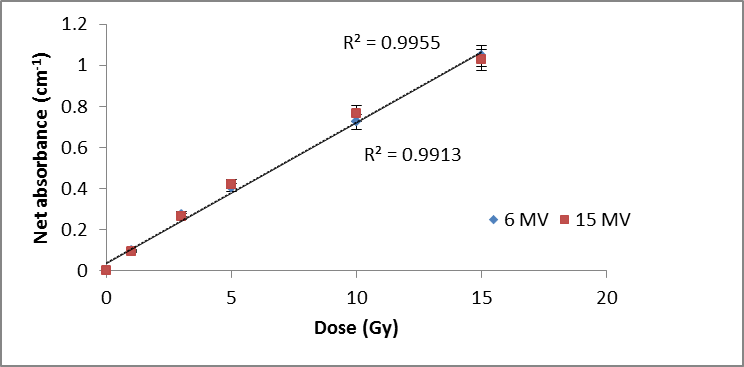 1.2
1
0.8
0.6
0.4
0.2
0
Net absorbance (cm-1)
R² = 0.9955
R² = 0.9913
6 MV 15 MV
0 5 10 15 20
Dose (Gy)